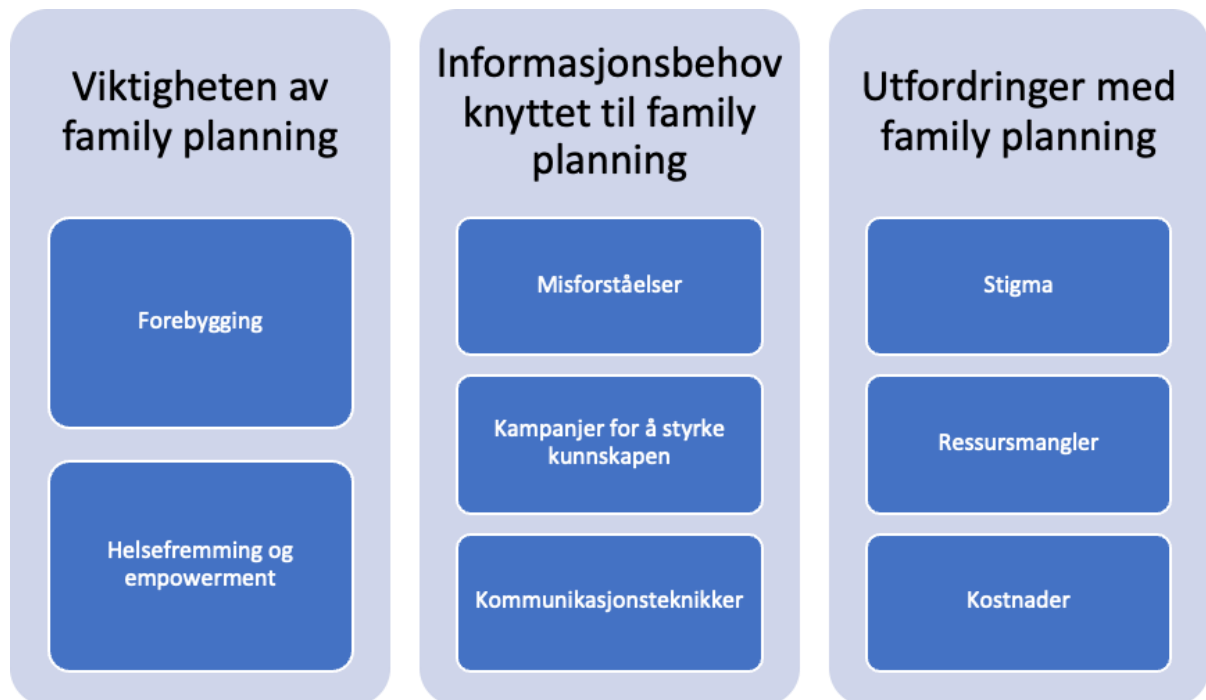 Viktigheten av
family planning
Forebygging
Helsefremming og
empowerment
Informasjonsbehov
knyttet til family
planning
Misforståelser
Kampanjer for å styrke
kunnskapen
Kommunikasjonsteknikker
Utfordringer med
family planning
Stigma
Ressursmangler
Kostnader